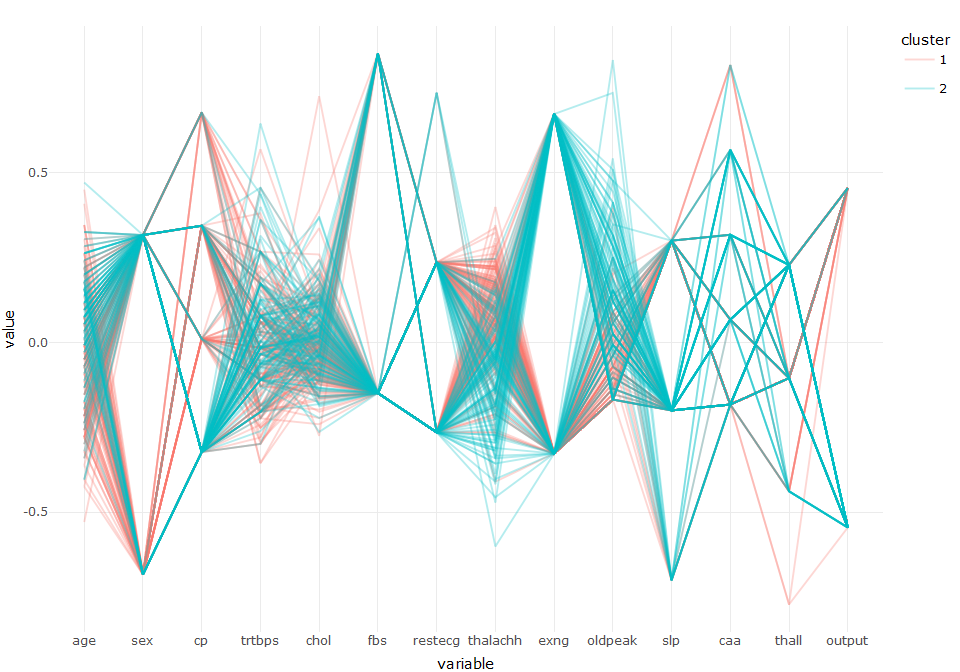 cluster
1
2
value
0.5
0.0
-0.5
age sex cp trtbps chol fbs restecg thalachh exng oldpeak slp caa thall output
variable